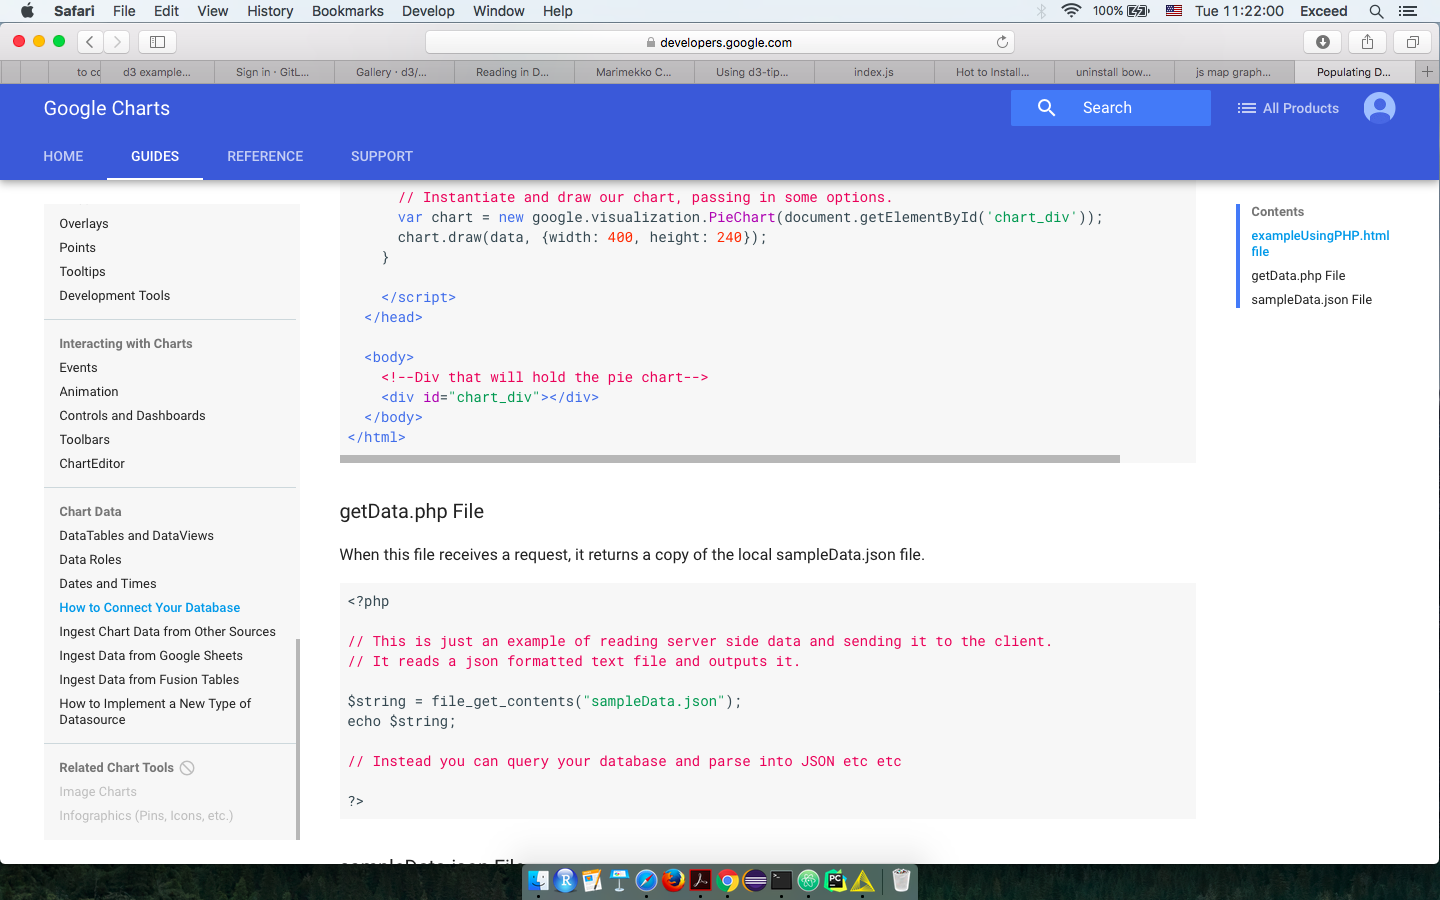 Safari File Edit View History Bookmarks Develop Window Help 100% Tue 11:22:00 Exceed
developers.google.com
to cc d3 example... Sign in · GitL... Gallery · d3/... Reading in D... Marimekko C... Using d3-tip... index.js Hot to Install... uninstall bow... js map graph... Populating D...
Google Charts Search All Products
HOME GUIDES REFERENCE SUPPORT
Overlays
Points
Tooltips
Development Tools
Interacting with Charts
Events
Animation
Controls and Dashboards
Toolbars
ChartEditor
Chart Data
DataTables and DataViews
Data Roles
Dates and Times
How to Connect Your Database
Ingest Chart Data from Other Sources
Ingest Data from Google Sheets
Ingest Data from Fusion Tables
How to Implement a New Type of
Datasource
Related Chart Tools
Image Charts
Infographics (Pins, Icons, etc.)
// Instantiate and draw our chart, passing in some options.
var chart = new google.visualization.PieChart(document.getElementById('chart_div'));
chart.draw(data, {width: 400, height: 240});
}
</script>
</head>
<body>
<!--Div that will hold the pie chart-->
<div id="chart_div"></div>
</body>
</html>
getData.php File
When this file receives a request, it returns a copy of the local sampleData.json file.
<?php
// This is just an example of reading server side data and sending it to the client.
// It reads a json formatted text file and outputs it.
$string = file_get_contents("sampleData.json");
echo $string;
// Instead you can query your database and parse into JSON etc etc
?>
sampleData.json File
Contents
exampleUsingPHP.html
file
getData.php File
sampleData.json File